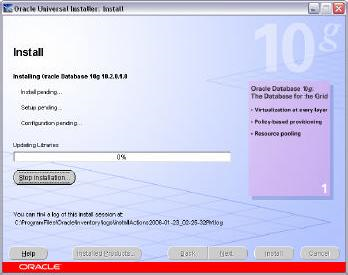 Oracle Universal Installer: Install
10g
Install
Installing Oracle Database 10g 10.2.0.1.0
Install pending...
Setup pending...
Configuration pending...
Updating Libraries
0%
Stop installation...
Oracle Database 10g:
The Database for the Grid
• Virtualization at every layer
• Policy-based provisioning
• Resource pooling
1
You can find a log of this install session at:
C:\ProgramFiles\Oracle\Inventory\logs\installActions2006-01-23_02-25-32PM.log
Help
Installed Products...
Back
Next
Install
Cancel
ORACLE